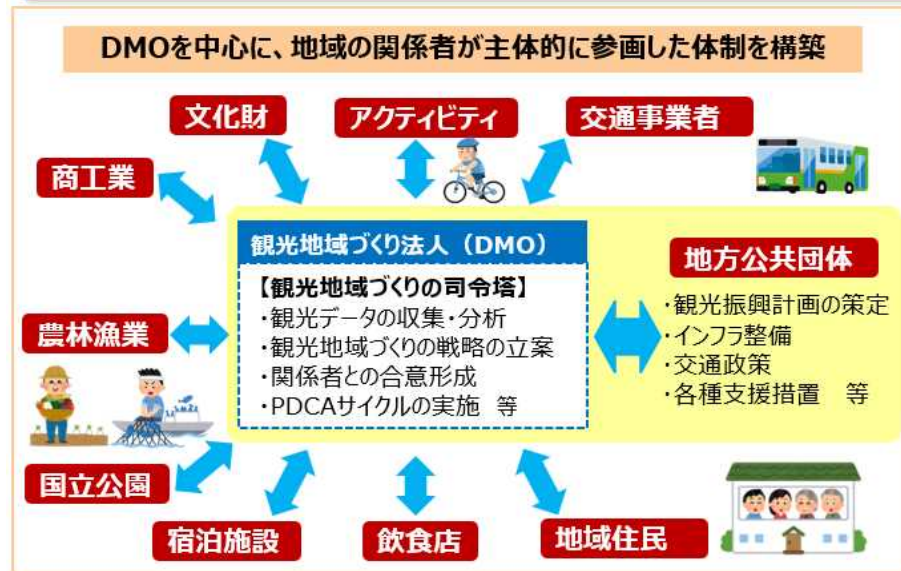 DMOを中心に、地域の関係者が主体的に参画した体制を構築
文化財
アクティビティ
交通事業者
商工業
観光地域づくり法人（DMO）
【観光地域づくりの司令塔】
・観光データの収集・分析
・観光地域づくりの戦略の立案
・関係者との合意形成
・PDCAサイクルの実施 等
地方公共団体
・観光振興計画の策定
・インフラ整備
・交通政策
・各種支援措置　等
農林漁業
国立公園
宿泊施設
飲食店
地域住民